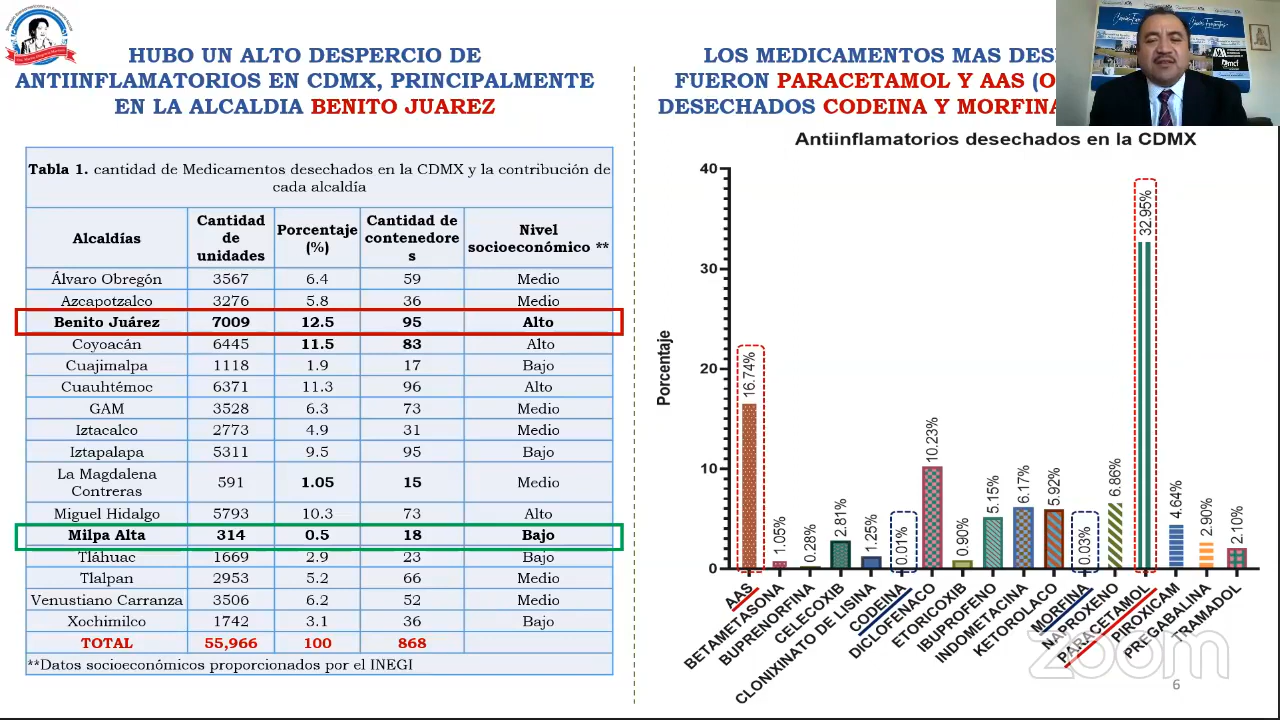 HUBO UN ALTO DESPERCIO DE
ANTIINFLAMATORIOS EN CDMX, PRINCIPALMENTE
EN LA ALCALDIA BENITO JUAREZ
Tabla 1. cantidad de Medicamentos desechados en la CDMX y la contribución de
cada alcaldía
Alcaldías
Cantidad
de
unidades
Porcentaje
(%)
Cantidad de
contenedore
s
Nivel
socioeconómico **
Álvaro Obregón 3567 6.4 59 Medio
Azcapotzalco 3276 5.8 36 Medio
Benito Juárez 7009 12.5 95 Alto
Coyoacán 6445 11.5 83 Alto
Cuajimalpa 1118 1.9 17 Bajo
Cuauhtémoc 6371 11.3 96 Alto
GAM 3528 6.3 73 Medio
Iztacalco 2773 4.9 31 Medio
Iztapalapa 5311 9.5 95 Bajo
La Magdalena
Contreras 591 1.05 15 Medio
Miguel Hidalgo 5793 10.3 73 Alto
Milpa Alta 314 0.5 18 Bajo
Tláhuac 1669 2.9 23 Bajo
Tlalpan 2953 5.2 66 Medio
Venustiano Carranza 3506 6.2 52 Medio
Xochimilco 1742 3.1 36 Bajo
TOTAL 55,966 100 868
**Datos socioeconómicos proporcionados por el INEGI
LOS MEDICAMENTOS MAS DES
FUERON PARACETAMOL Y AAS (O
DESECHADOS CODEINA Y MORFINA
Antiinflamatorios desechados en la CDMX
Porcentaje
40
30
20
10
0
16.74%
1.05%
0.28%
2.81%
1.25%
0.01%
10.23%
0.90%
5.15%
6.17%
5.92%
0.03%
6.86%
32.95%
4.64%
2.90%
2.10%
AAS
BETAMETASONA
BUPRENORFINA
CELECOXIB
CLONIXINATO DE LISINA
CODEINA
DICLOFENACO
ETORICOXIB
IBUPROFENO
INDOMETACINA
KETOROLACO
MORFINA
NAPROXENO
PARACETAMOL
PIROXICAM
PREGABALINA
TRAMADOL
zoom
6